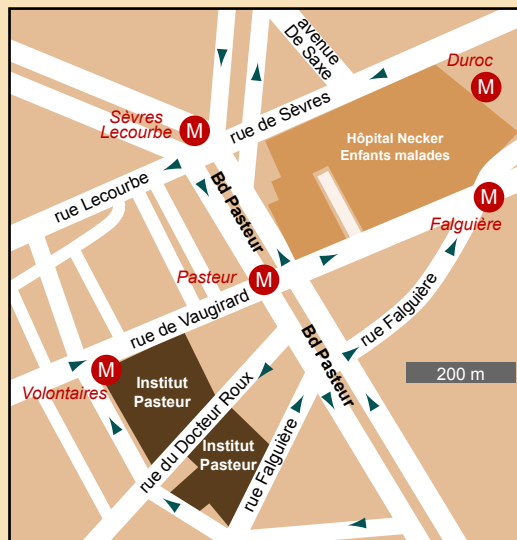 avenue
De Saxe
Duroc
M
Sèvres
Lecourbe
M
rue de Sèvres
Hôpital Necker
Enfants malades
rue Lecourbe
Bd Pasteur
M
Falguière
Pasteur
M
rue de Vaugirard
rue Falguière
Bd Pasteur
M
Volontaires
200 m
Institut
Pasteur
rue du Docteur Roux
Institut
Pasteur
rue Falguière